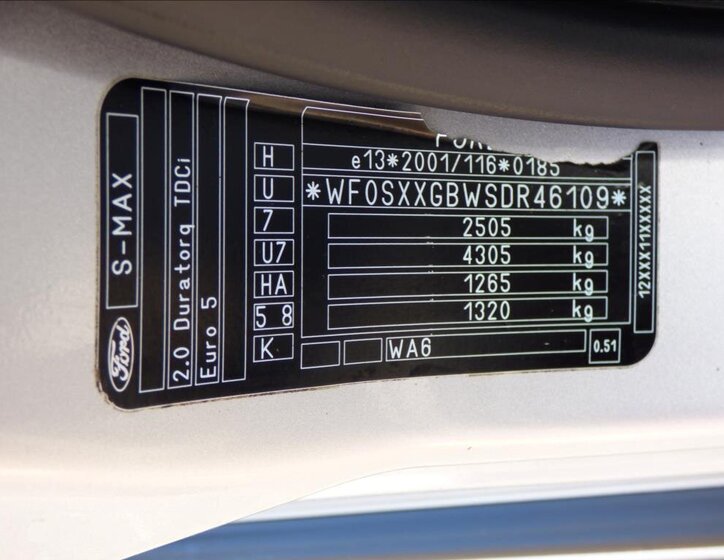 Ford
S-MAX
2.0 Duratorq TDCi
Euro 5
H
U
7
U7
HA
5 8
K
e13*2001/116*0185
*WF0SXXGBWSDR46109*
2505 kg
4305 kg
1265 kg
1320 kg
WA6
0.51
12XXX11XXXXX